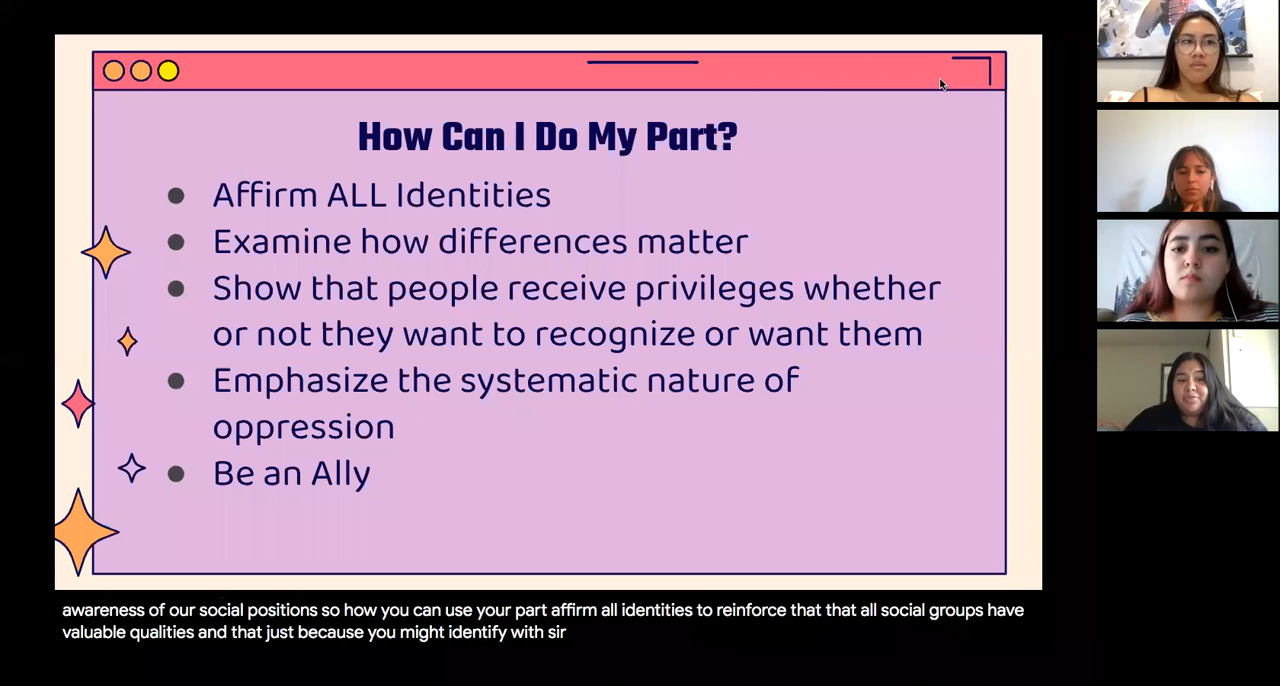 How Can I Do My Part?
Affirm ALL Identities
Examine how differences matter
Show that people receive privileges whether
or not they want to recognize or want them
Emphasize the systematic nature of
oppression
Be an Ally
awareness of our social positions so how you can use your part affirm all identities to reinforce that that all social groups have
valuable qualities and that just because you might identify with sir